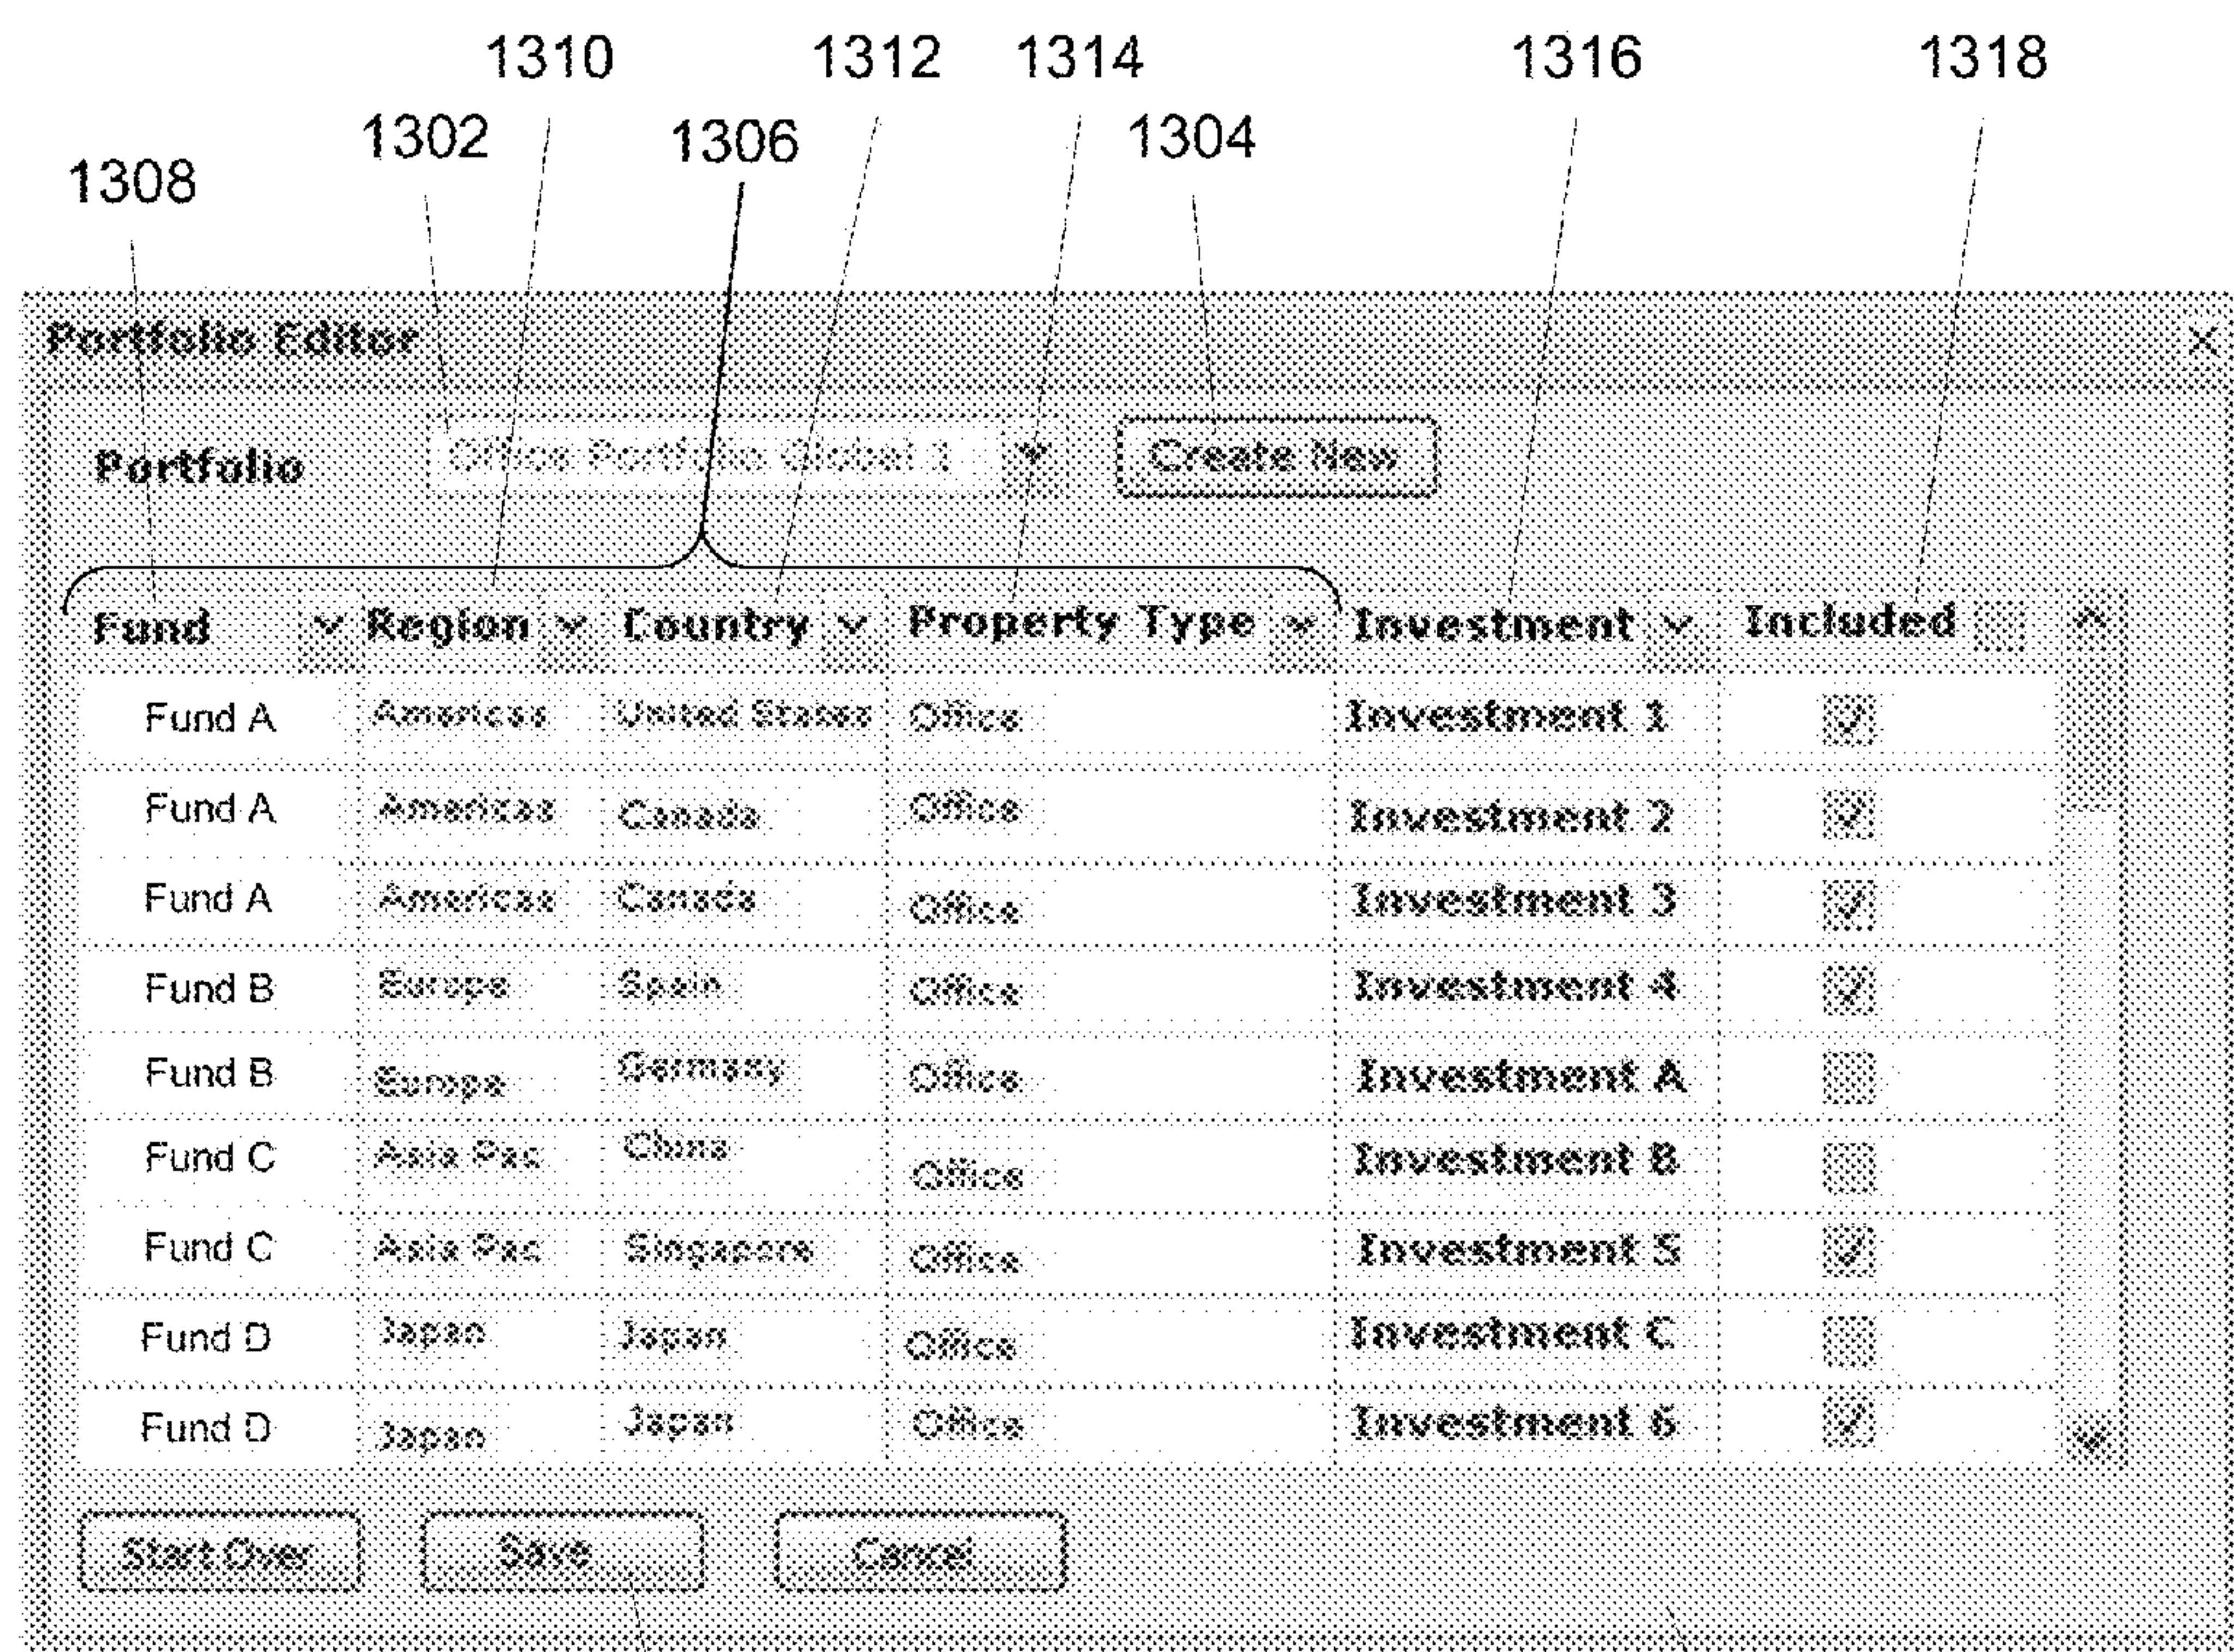 1310 1312 1314 1316 1318
1302 1306 1304
1308
Portfolio Editor
Portfolio Office Portfolio Global 1 Create New
Fund Region Country Property Type Investment Included
Fund A Americas United States Office Investment 1
Fund A Americas Canada Office Investment 2
Fund A Americas Canada Office Investment 3
Fund B Europe Spain Office Investment 4
Fund B Europe Germany Office Investment A
Fund C Asia Pac China Office Investment B
Fund C Asia Pac Singapore Office Investment 5
Fund D Japan Japan Office Investment C
Fund D Japan Japan Office Investment 6
Start Over Save Cancel